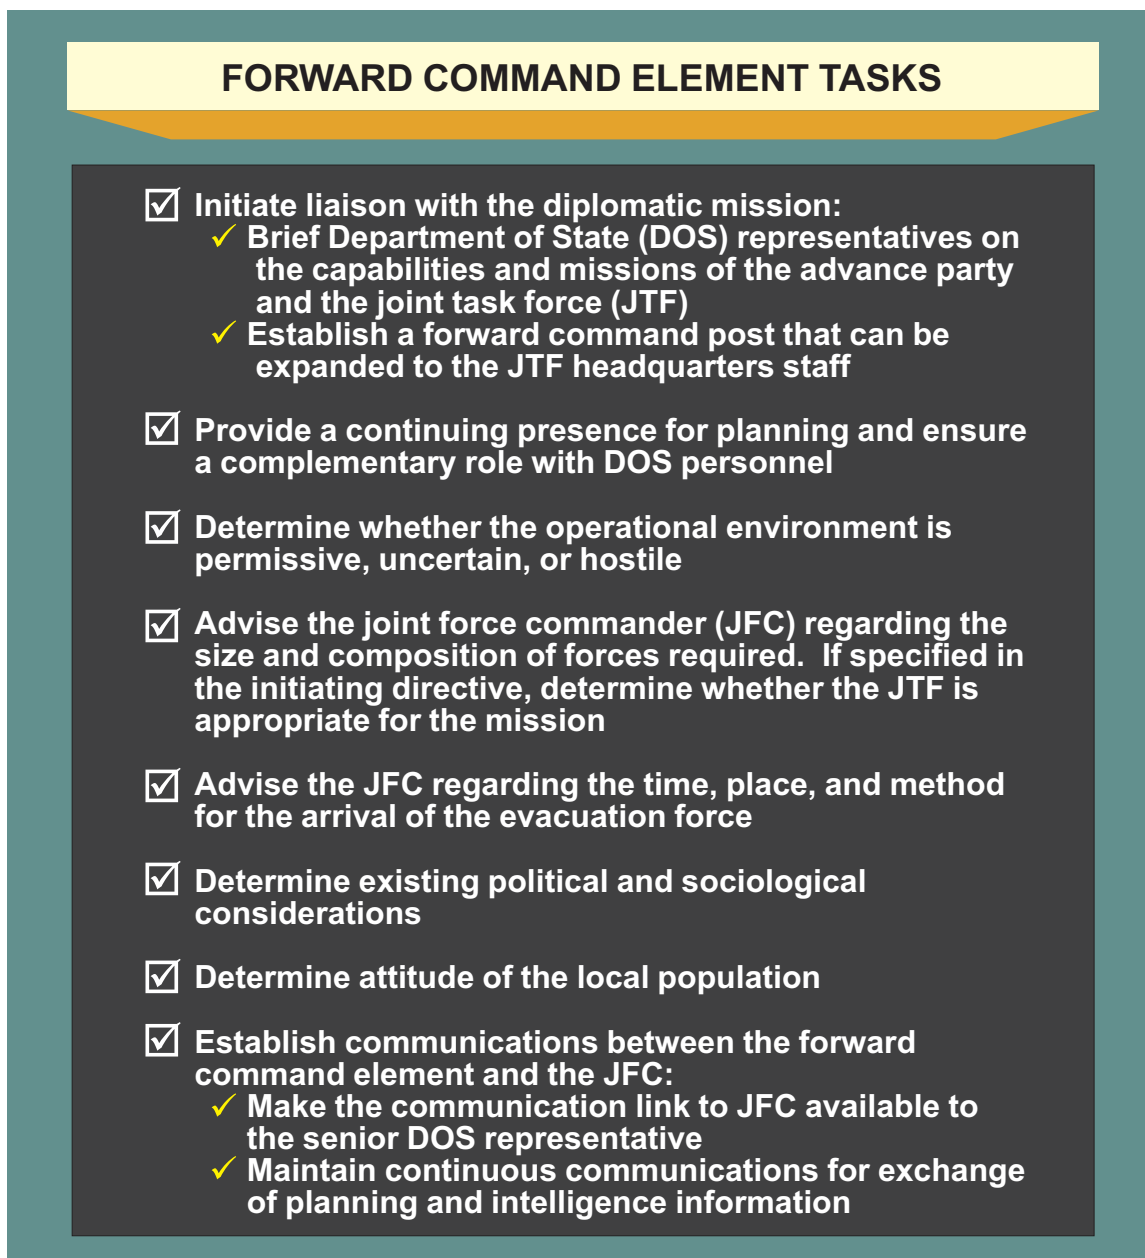 FORWARD COMMAND ELEMENT TASKS
Initiate liaison with the diplomatic mission:
Brief Department of State (DOS) representatives on
the capabilities and missions of the advance party
and the joint task force (JTF)
Establish a forward command post that can be
expanded to the JTF headquarters staff
Provide a continuing presence for planning and ensure
a complementary role with DOS personnel
Determine whether the operational environment is
permissive, uncertain, or hostile
Advise the joint force commander (JFC) regarding the
size and composition of forces required.  If specified in
the initiating directive, determine whether the JTF is
appropriate for the mission
Advise the JFC regarding the time, place, and method
for the arrival of the evacuation force
Determine existing political and sociological
considerations
Determine attitude of the local population
Establish communications between the forward
command element and the JFC:
Make the communication link to JFC available to
the senior DOS representative
Maintain continuous communications for exchange
of planning and intelligence information